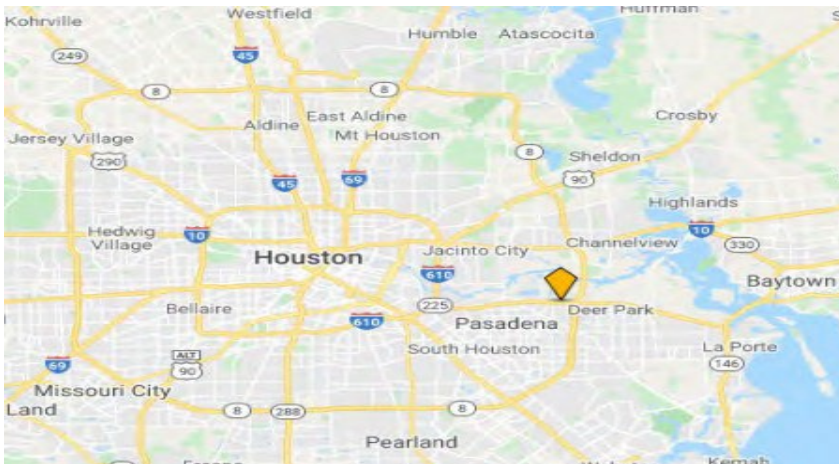 Westfield
Kohrville
Humble
Atascocita
45
249
8
8
Crosby
East Aldine
Aldine
Mt Houston
Jersey Village
8
Sheldon
290
90
45
69
Highlands
Hedwig
Village
10
10
Channelview
330
Jacinto City
Houston
610
Baytown
225
Deer Park
Bellaire
610
Pasadena
South Houston
La Porte
146
69
ALT
90
Missouri City
Land
8
288
8
Pearland